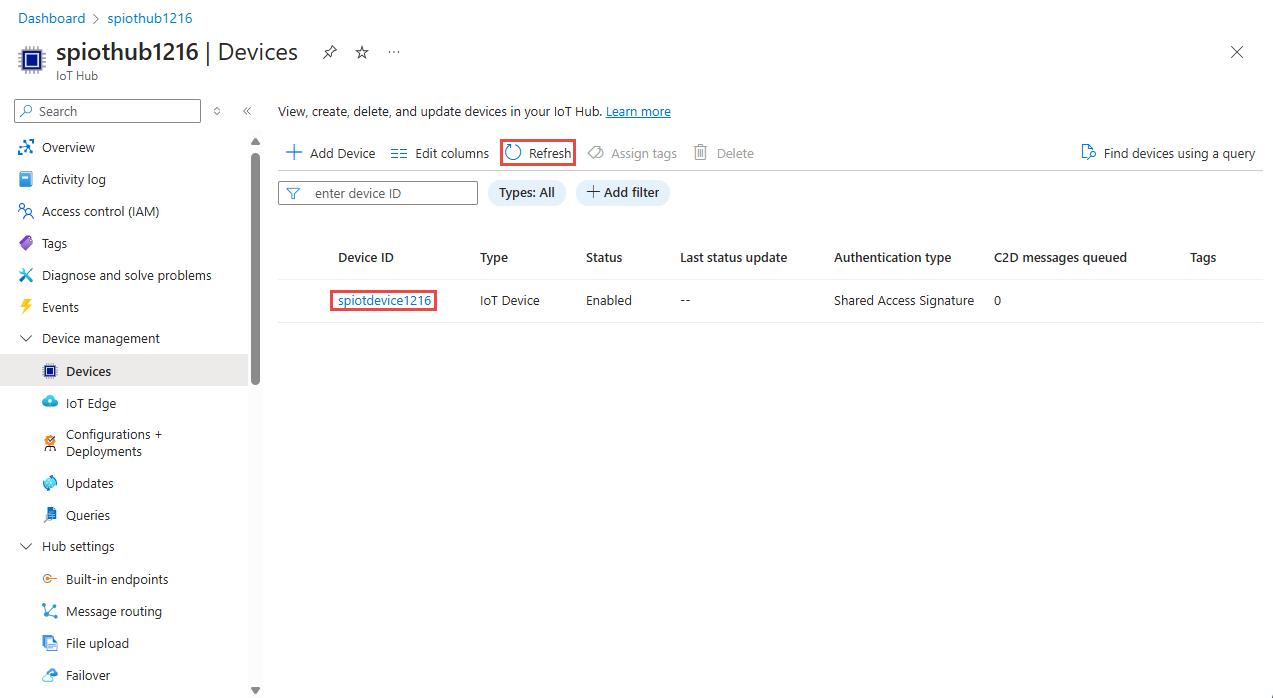 Dashboard > spiothub1216
spiothub1216 | Devices ...
IoT Hub
Search
Overview
Activity log
Access control (IAM)
Tags
Diagnose and solve problems
Events
Device management
Devices
IoT Edge
Configurations +
Deployments
Updates
Queries
Hub settings
Built-in endpoints
Message routing
File upload
Failover
View, create, delete, and update devices in your IoT Hub. Learn more
Add Device Edit columns Refresh Assign tags Delete Find devices using a query
enter device ID Types: All Add filter
Device ID Type Status Last status update Authentication type C2D messages queued Tags
spiotdevice1216 IoT Device Enabled -- Shared Access Signature 0